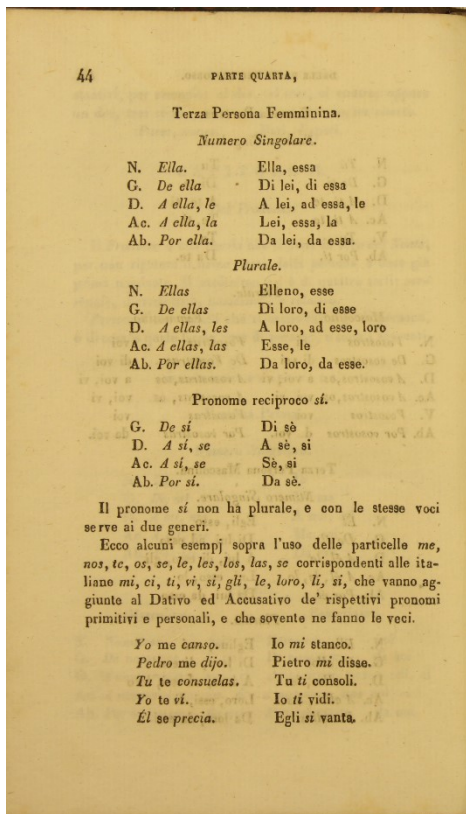 44 PARTE QUARTA,
Terza Persona Femminina.
Numero Singolare.
N. Ella. Ella, essa
G. De ella Di lei, di essa
D. A ella, le A lei, ad essa, le
Ac. A ella, la Lei, essa, la
Ab. Por ella. Da lei, da essa.
Plurale.
N. Ellas Elleno, esse
G. De ellas Di loro, di esse
D. A ellas, les A loro, ad esse, loro
Ac. A ellas, las Esse, le
Ab. Por ellas. Da loro, da esse.
Pronome reciproco sí.
G. De sí Di sè
D. A sí, se A sè, si
Ac. A sí, se Sè, si
Ab. Por sí. Da sè.
Il pronome sí non ha plurale, e con le stesse voci
serve ai due generi.
Ecco alcuni esempj sopra l'uso delle particelle me,
nos, te, os, se, le, les, los, las, se corrispondenti alle ita-
liane mi, ci, ti, vi, si, gli, le, loro, li, si, che vanno ag-
giunte al Dativo ed Accusativo de' rispettivi pronomi
primitivi e personali, e che sovente ne fanno le veci.
Yo me canso. Io mi stanco.
Pedro me dijo. Pietro mi disse.
Tu te consuelas. Tu ti consoli.
Yo te ví. Io ti vidi.
Él se precia. Egli si vanta.